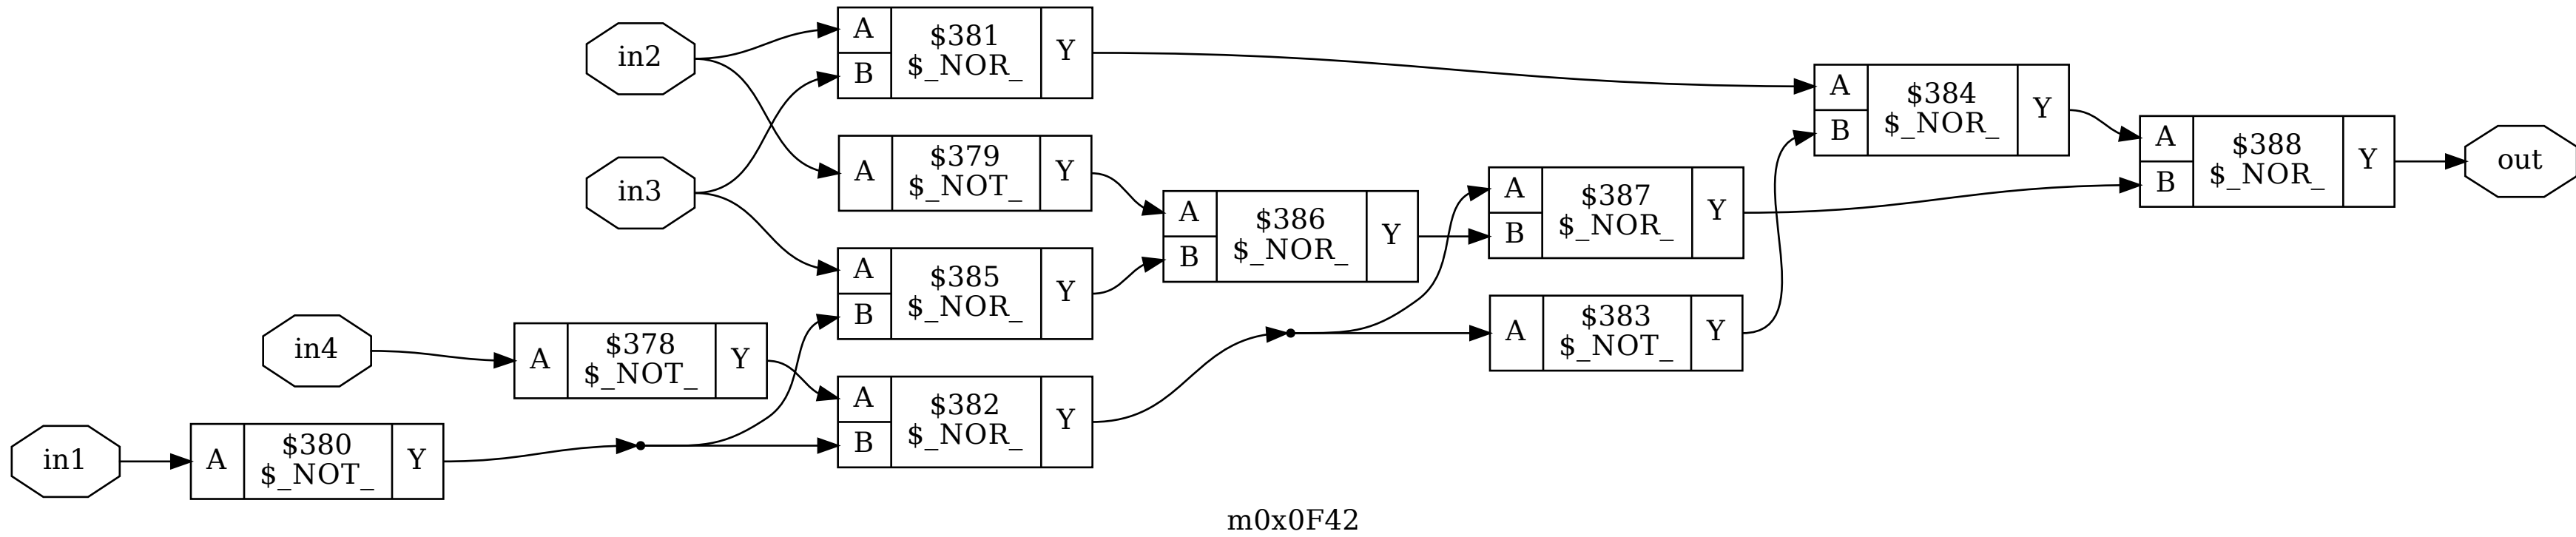 in2
in3
in4
in1
A
B
$381
$_NOR_
Y
A
$379
$_NOT_
Y
A
B
$385
$_NOR_
Y
A
$378
$_NOT_
Y
A
$380
$_NOT_
Y
A
B
$382
$_NOR_
Y
A
B
$386
$_NOR_
Y
A
B
$387
$_NOR_
Y
A
$383
$_NOT_
Y
A
B
$384
$_NOR_
Y
A
B
$388
$_NOR_
Y
out
m0x0F42